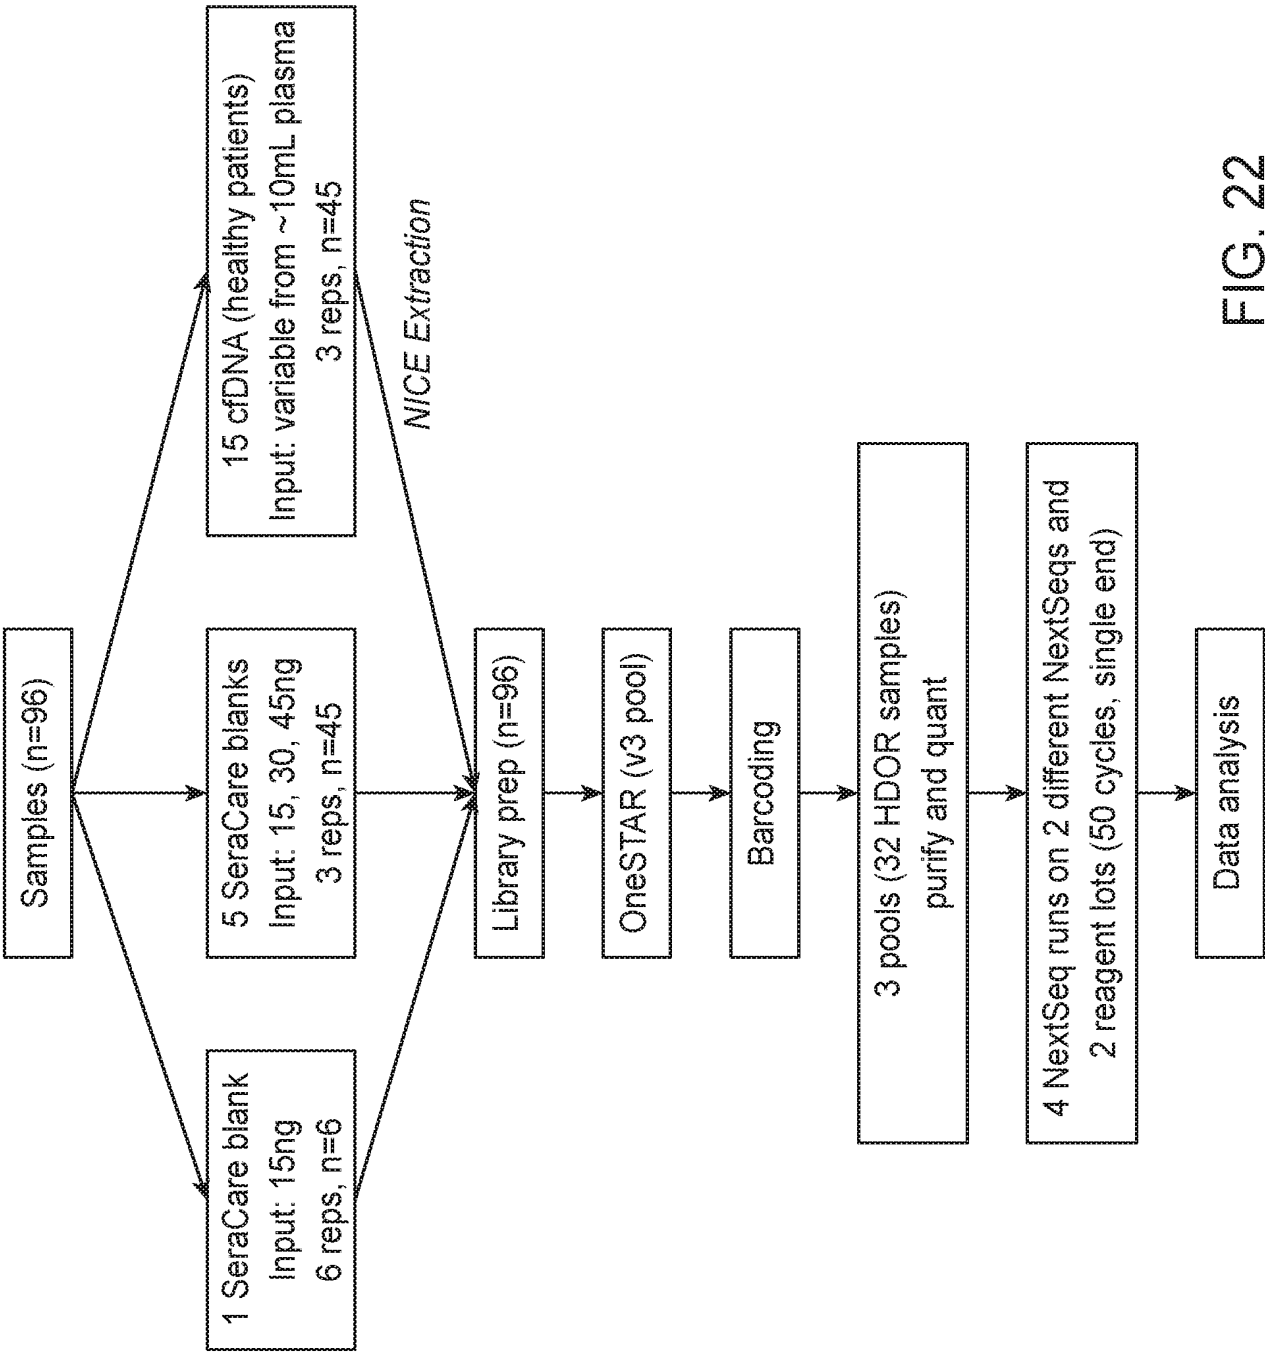 Samples (n=96)
1 SeraCare blank
Input: 15ng
6 reps, n=6
5 SeraCare blanks
Input: 15, 30, 45ng
3 reps, n=45
15 cfDNA (healthy patients)
Input: variable from ~10mL plasma
3 reps, n=45
NICE Extraction
Library prep (n=96)
OneSTAR (v3 pool)
Barcoding
3 pools (32 HDOR samples)
purify and quant
4 NextSeq runs on 2 different NextSeqs and
2 reagent lots (50 cycles, single end)
Data analysis
FIG. 22